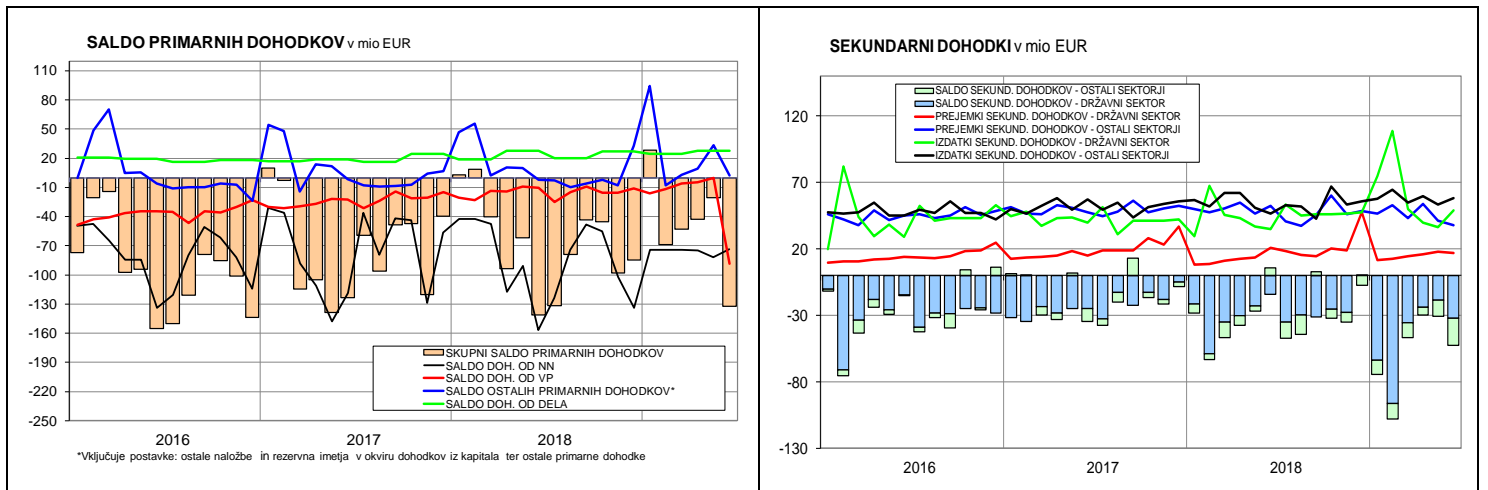 SALDO PRIMARNIH DOHODKOV v mio EUR
110
80
50
20
-10
-40
-70
-100
-130
-160
-190
-220
-250
SKUPNI SALDO PRIMARNIH DOHODKOV
SALDO DOH. OD NN
SALDO DOH. OD VP
SALDO OSTALIH PRIMARNIH DOHODKOV*
SALDO DOH. OD DELA
2016 2017 2018
*Vključuje postavke: ostale naložbe in rezervna imetja v okviru dohodkov iz kapitala ter ostale primarne dohodke
SEKUNDARNI DOHODKI v mio EUR
120
70
20
-30
-80
-130
SALDO SEKUND. DOHODKOV - OSTALI SEKTORJI
SALDO SEKUND. DOHODKOV - DRŽAVNI SEKTOR
PREJEMKI SEKUND. DOHODKOV - DRŽAVNI SEKTOR
PREJEMKI SEKUND. DOHODKOV - OSTALI SEKTORJI
IZDATKI SEKUND. DOHODKOV - DRŽAVNI SEKTOR
IZDATKI SEKUND. DOHODKOV - OSTALI SEKTORJI
2016 2017 2018